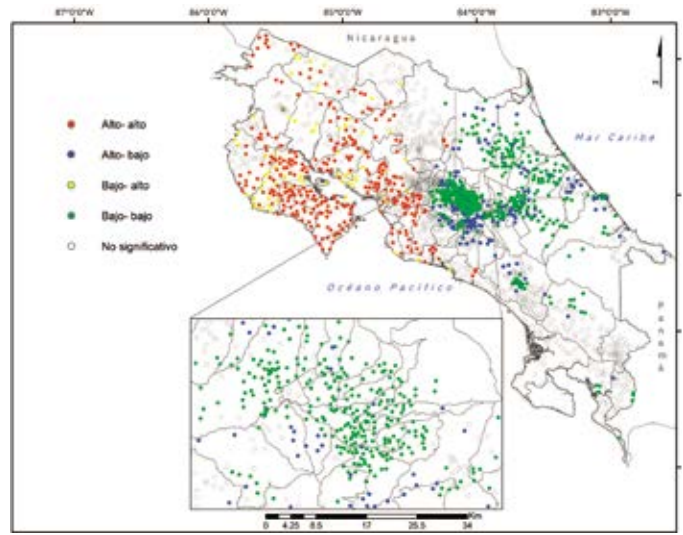 87°0'0"W 86°0'0"W 85°0'0"W 84°0'0"W 83°0'0"W
Nicaragua
N
Alto- alto
Alto- bajo
Bajo- alto
Bajo- bajo
No significativo
Mar Caribe
Océano Pacífico
Panamá
Km
0 4.25 8.5 17 25.5 34